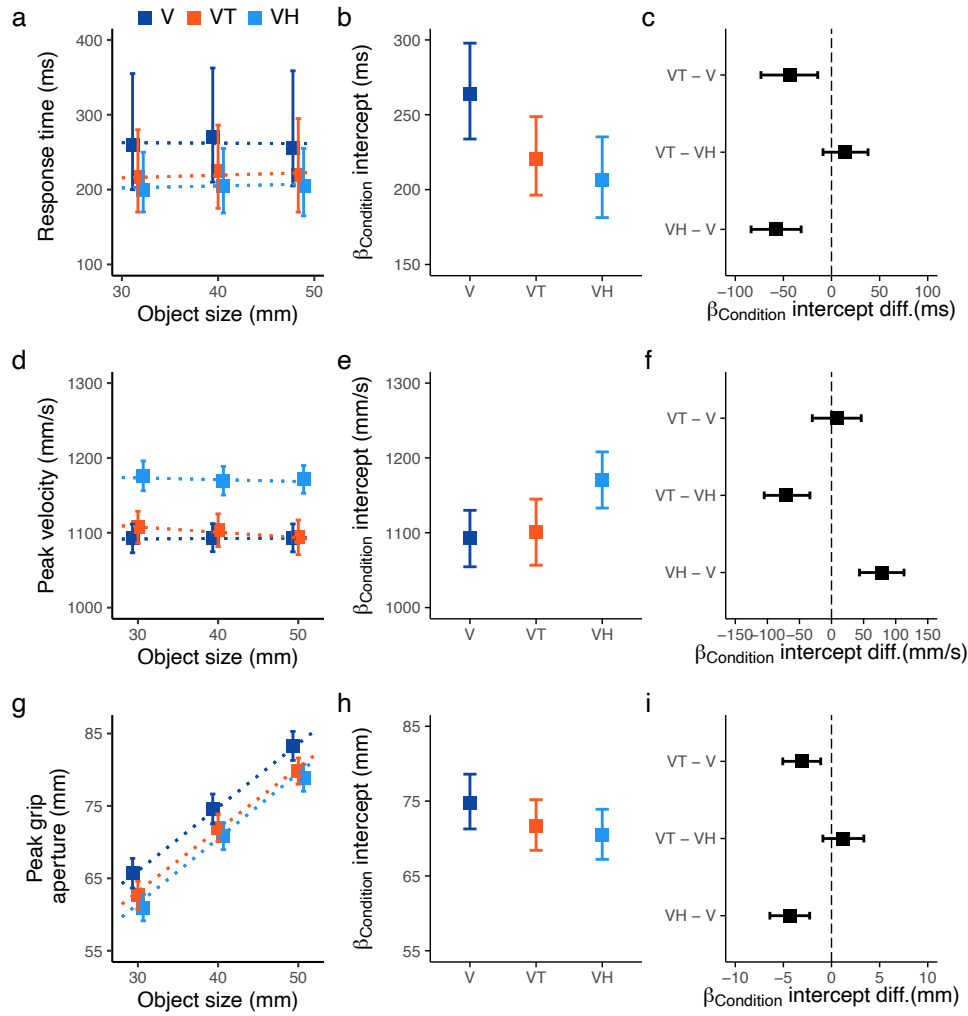 a
V VT VH
Response time (ms)
400
300
200
100
30 40 50
Object size (mm)
b
βCondition intercept (ms)
300
250
200
150
V VT VH
c
VT − V
VT − VH
VH − V
−100 −50 0 50 100
βCondition intercept diff.(ms)
d
Peak velocity (mm/s)
1300
1200
1100
1000
30 40 50
Object size (mm)
e
βCondition intercept (mm/s)
1300
1200
1100
1000
V VT VH
f
VT − V
VT − VH
VH − V
−150 −100 −50 0 50 100 150
βCondition intercept diff.(mm/s)
g
Peak grip
aperture (mm)
85
75
65
55
30 40 50
Object size (mm)
h
βCondition intercept (mm)
85
75
65
55
V VT VH
i
VT − V
VT − VH
VH − V
−10 −5 0 5 10
βCondition intercept diff.(mm)